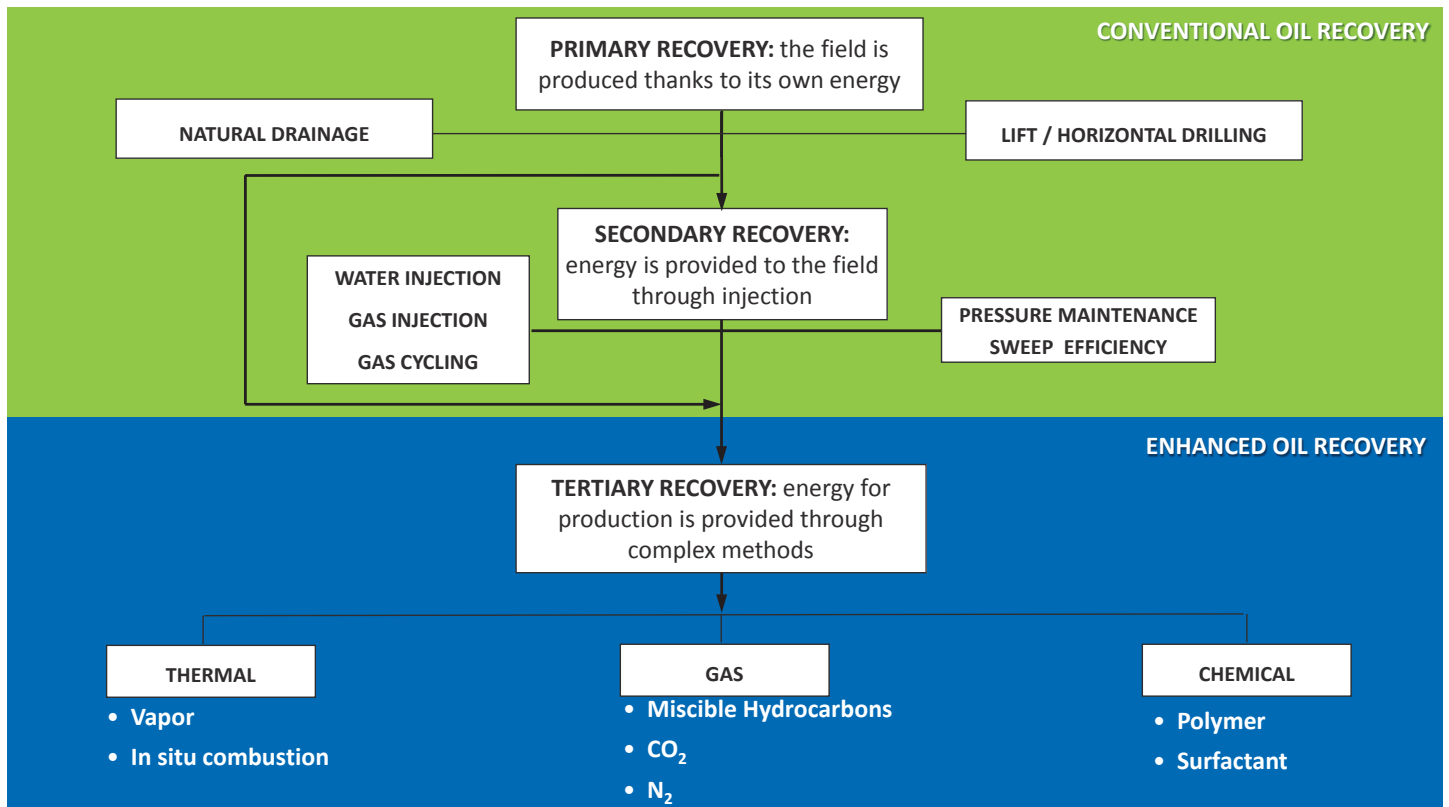 CONVENTIONAL OIL RECOVERY
PRIMARY RECOVERY: the field is
produced thanks to its own energy
NATURAL DRAINAGE
LIFT / HORIZONTAL DRILLING
SECONDARY RECOVERY:
energy is provided to the field
through injection
WATER INJECTION
GAS INJECTION
GAS CYCLING
PRESSURE MAINTENANCE
SWEEP EFFICIENCY
ENHANCED OIL RECOVERY
TERTIARY RECOVERY: energy for
production is provided through
complex methods
THERMAL
• Vapor
• In situ combustion
GAS
• Miscible Hydrocarbons
• CO₂
• N₂
CHEMICAL
• Polymer
• Surfactant